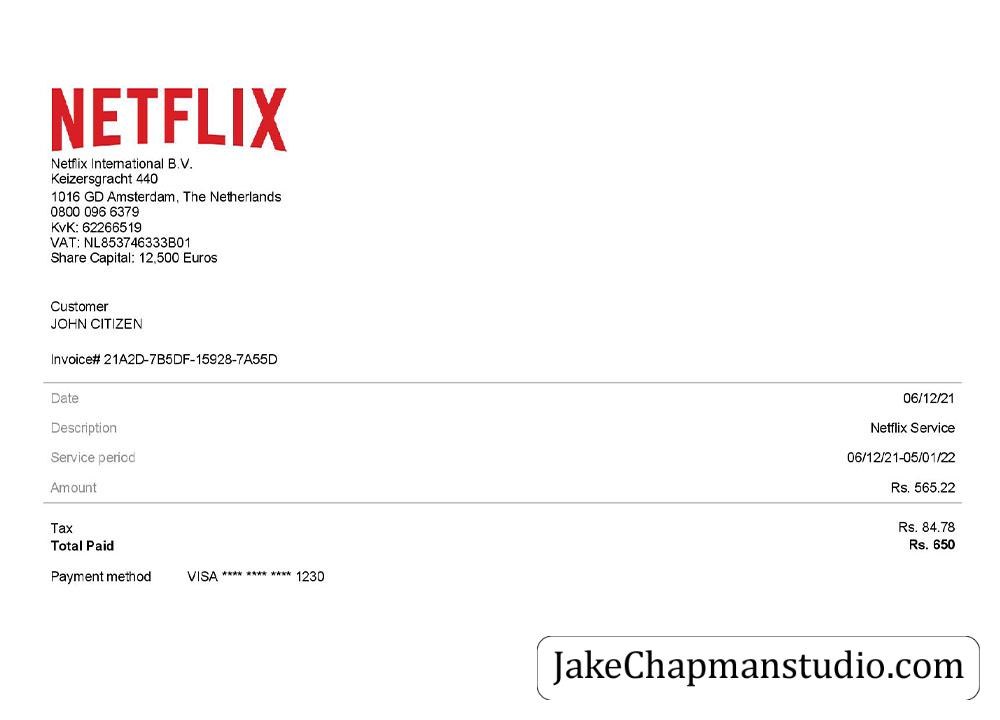 NETFLIX
Netflix International B.V.
Keizersgracht 440
1016 GD Amsterdam, The Netherlands
0800 096 6379
KvK: 62266519
VAT: NL853746333B01
Share Capital: 12,500 Euros
Customer
JOHN CITIZEN
Invoice# 21A2D-7B5DF-15928-7A55D
Date 06/12/21
Description Netflix Service
Service period 06/12/21-05/01/22
Amount Rs. 565.22
Tax Rs. 84.78
Total Paid Rs. 650
Payment method VISA **** **** **** 1230
JakeChapmanstudio.com